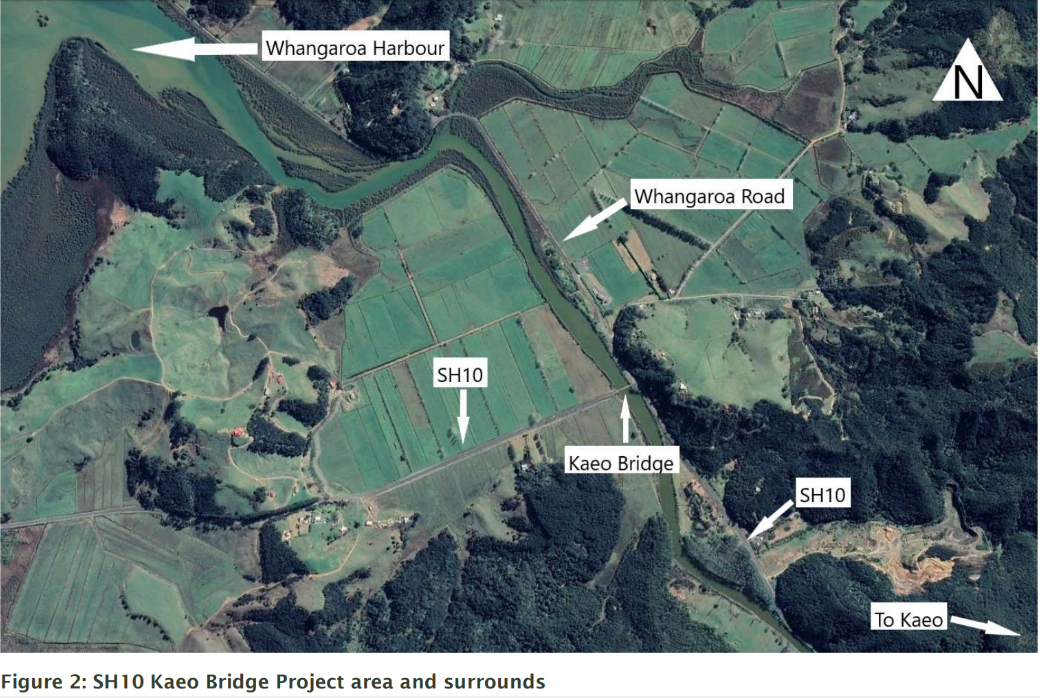 Whangaroa Harbour
N
Whangaroa Road
SH10
Kaeo Bridge
SH10
To Kaeo
Figure 2: SH10 Kaeo Bridge Project area and surrounds